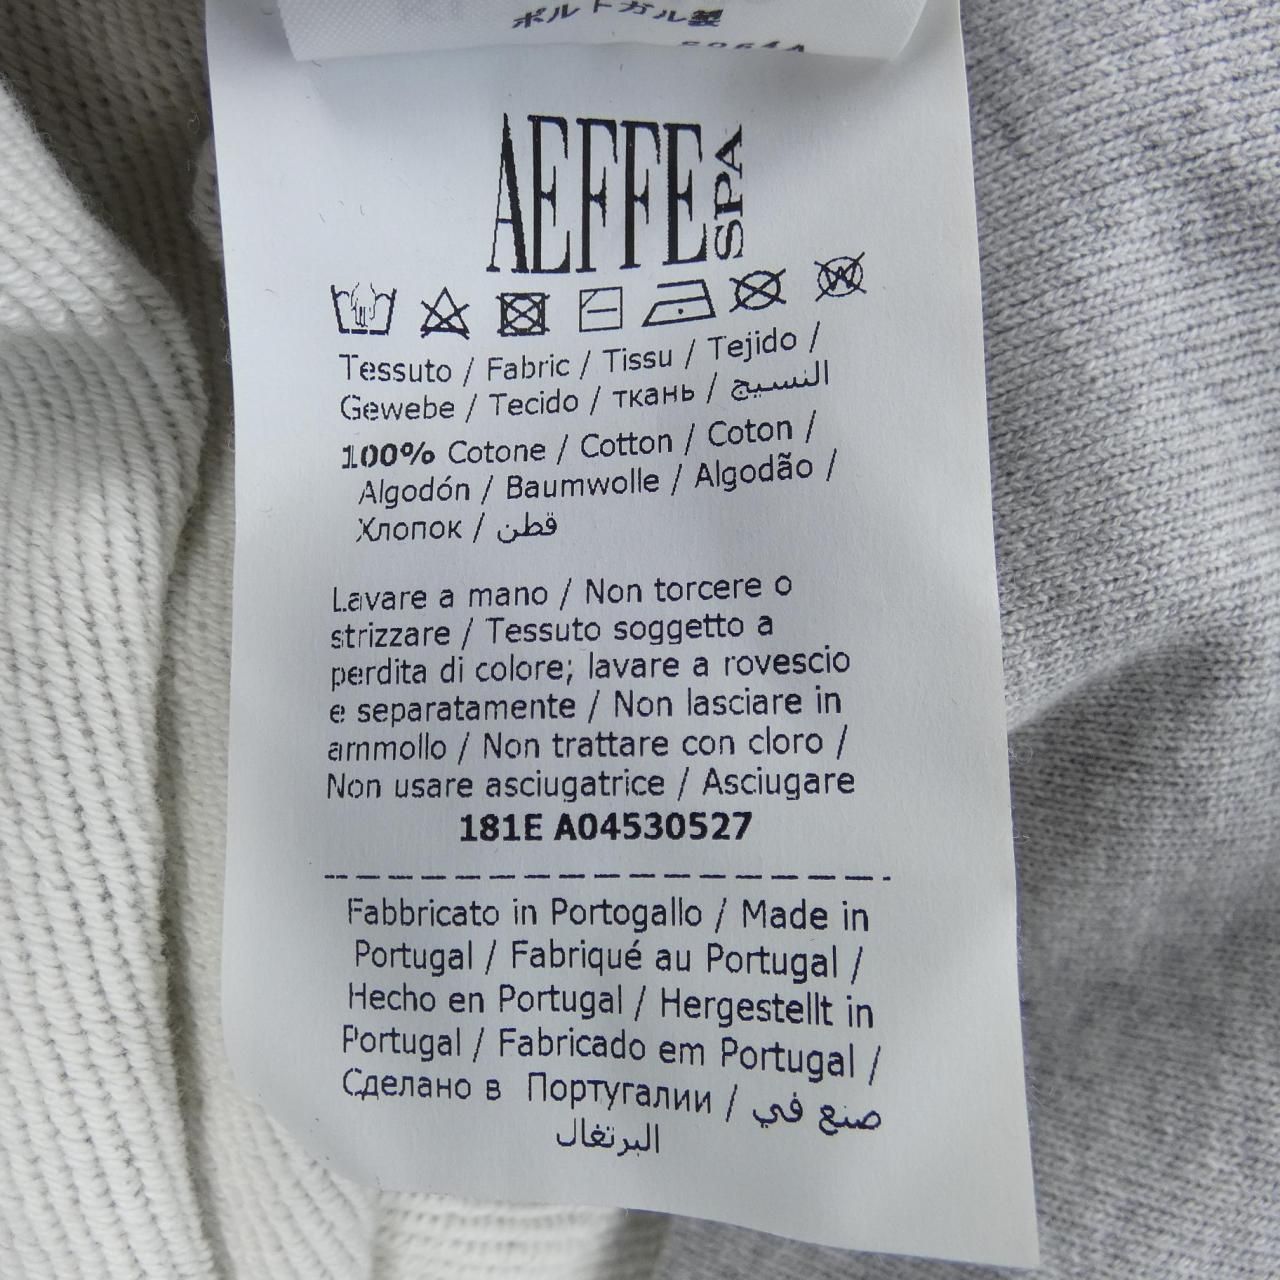 ポルトガル製
AEFFE SPA
Tessuto / Fabric / Tissu / Tejido /
Gewebe / Tecido / ткань / النسيج
100% Cotone / Cotton / Coton /
Algodón / Baumwolle / Algodão /
Хлопок / قطن
Lavare a mano / Non torcere o
strizzare / Tessuto soggetto a
perdita di colore; lavare a rovescio
e separatamente / Non lasciare in
ammollo / Non trattare con cloro /
Non usare asciugatrice / Asciugare
181E A04530527
Fabbricato in Portogallo / Made in
Portugal / Fabriqué au Portugal /
Hecho en Portugal / Hergestellt in
Portugal / Fabricado em Portugal /
Сделано в Португалии / صنع في
البرتغال